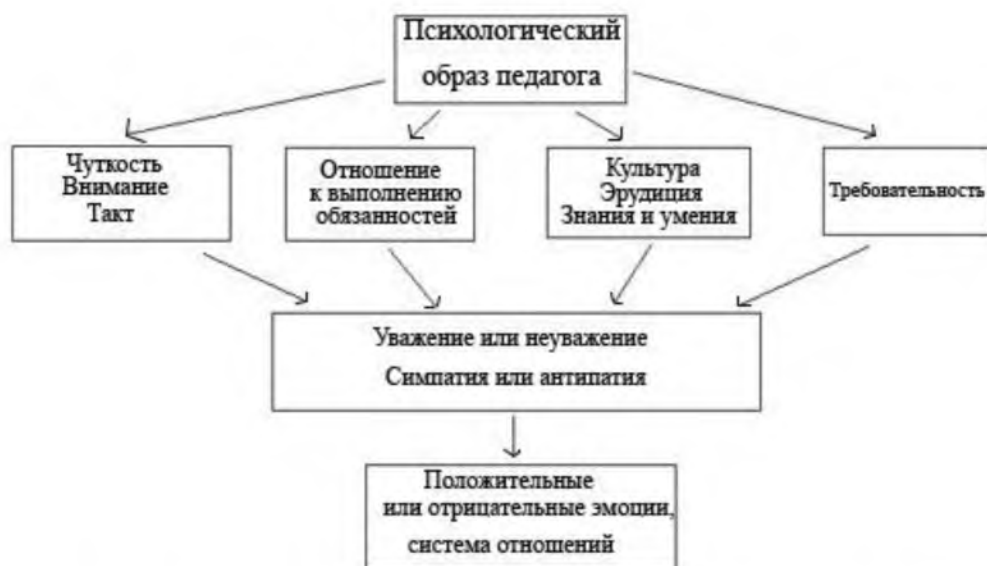 Психологический
образ педагога
Чуткость
Внимание
Такт
Отношение
к выполнению
обязанностей
Культура
Эрудиция
Знания и умения
Требовательность
Уважение или неуважение
Симпатия или антипатия
Положительные
или отрицательные эмоции,
система отношений